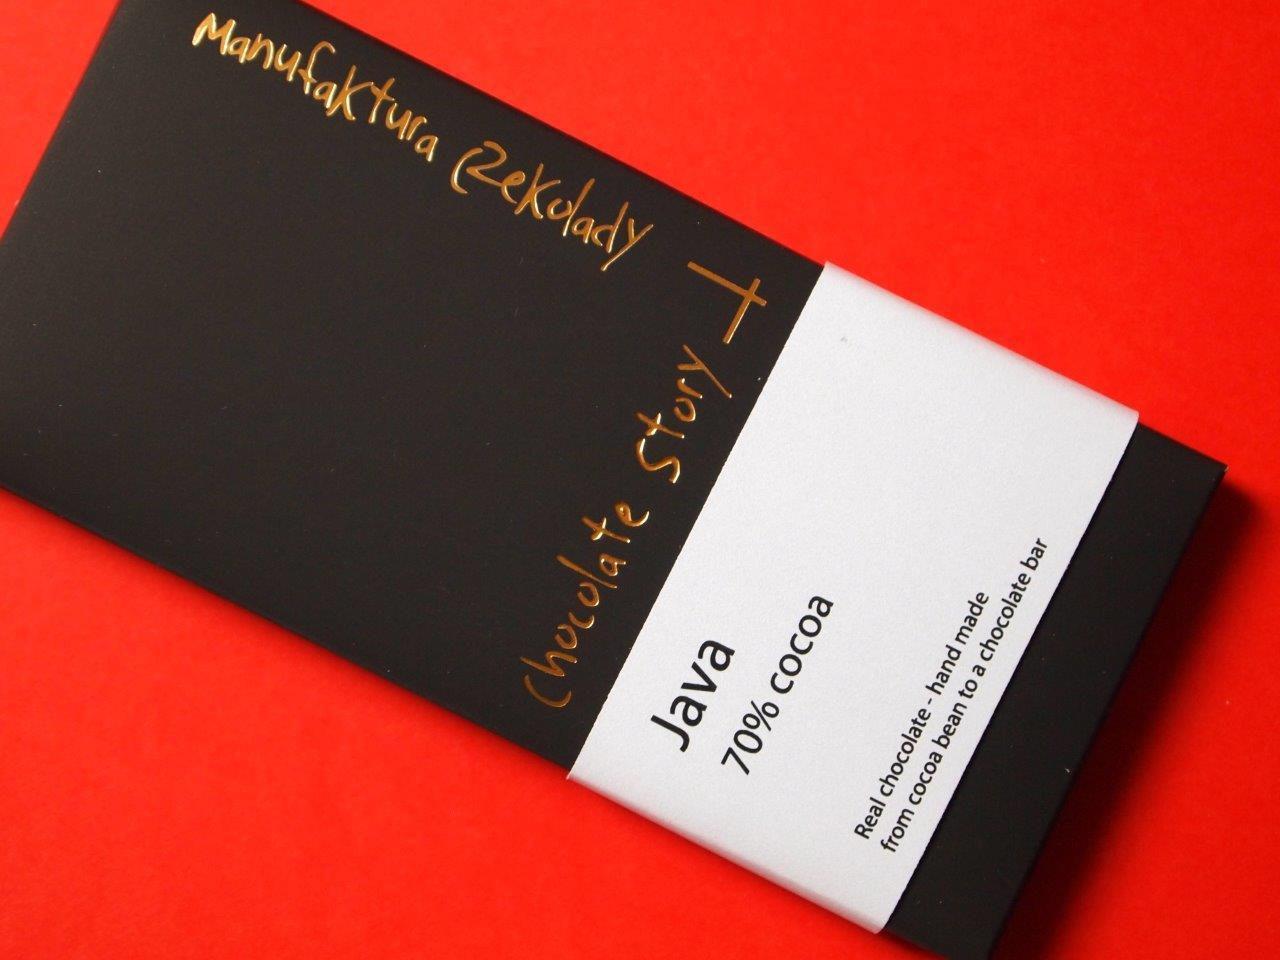 Manufaktura Czekolady
Chocolate Story
Java
70% cocoa
Real chocolate - hand made
from cocoa bean to a chocolate bar